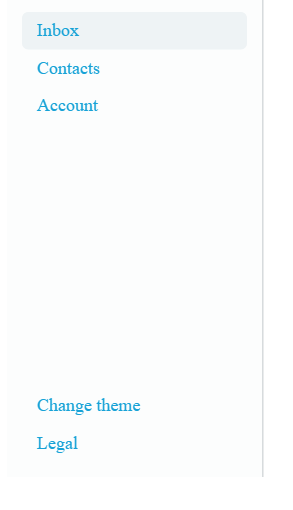 Inbox
Contacts
Account
Change theme
Legal